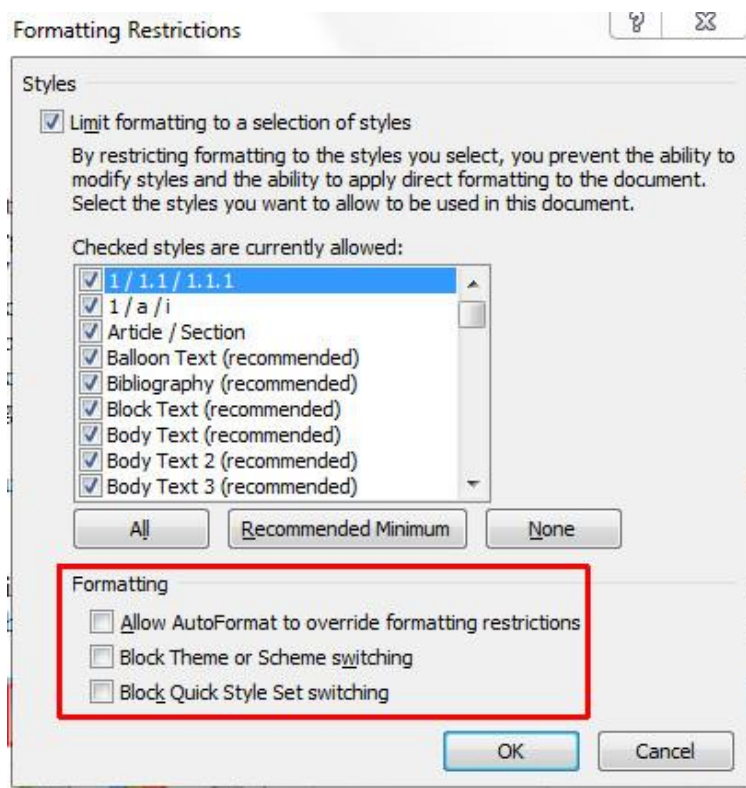 Formatting Restrictions
Styles
Limit formatting to a selection of styles
By restricting formatting to the styles you select, you prevent the ability to
modify styles and the ability to apply direct formatting to the document.
Select the styles you want to allow to be used in this document.
Checked styles are currently allowed:
1 / 1.1 / 1.1.1
1 / a / i
Article / Section
Balloon Text (recommended)
Bibliography (recommended)
Block Text (recommended)
Body Text (recommended)
Body Text 2 (recommended)
Body Text 3 (recommended)
All Recommended Minimum None
Formatting
Allow AutoFormat to override formatting restrictions
Block Theme or Scheme switching
Block Quick Style Set switching
OK Cancel